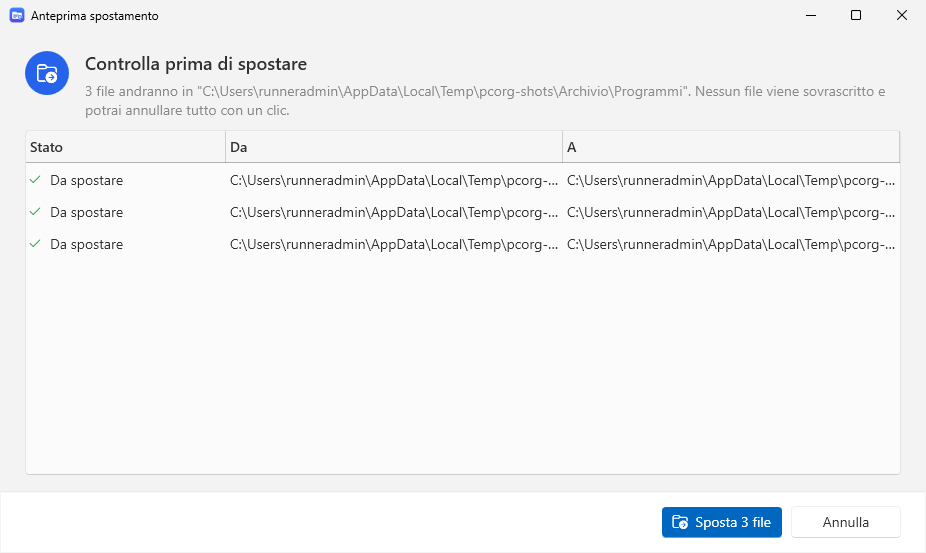 Anteprima spostamento
Controlla prima di spostare
3 file andranno in "C:\Users\runneradmin\AppData\Local\Temp\pcorg-shots\Archivio\Programmi". Nessun file viene sovrascritto e
potrai annullare tutto con un clic.
Stato Da A
Da spostare C:\Users\runneradmin\AppData\Local\Temp\pcorg-... C:\Users\runneradmin\AppData\Local\Temp\pcorg-...
Da spostare C:\Users\runneradmin\AppData\Local\Temp\pcorg-... C:\Users\runneradmin\AppData\Local\Temp\pcorg-...
Da spostare C:\Users\runneradmin\AppData\Local\Temp\pcorg-... C:\Users\runneradmin\AppData\Local\Temp\pcorg-...
Sposta 3 file Annulla